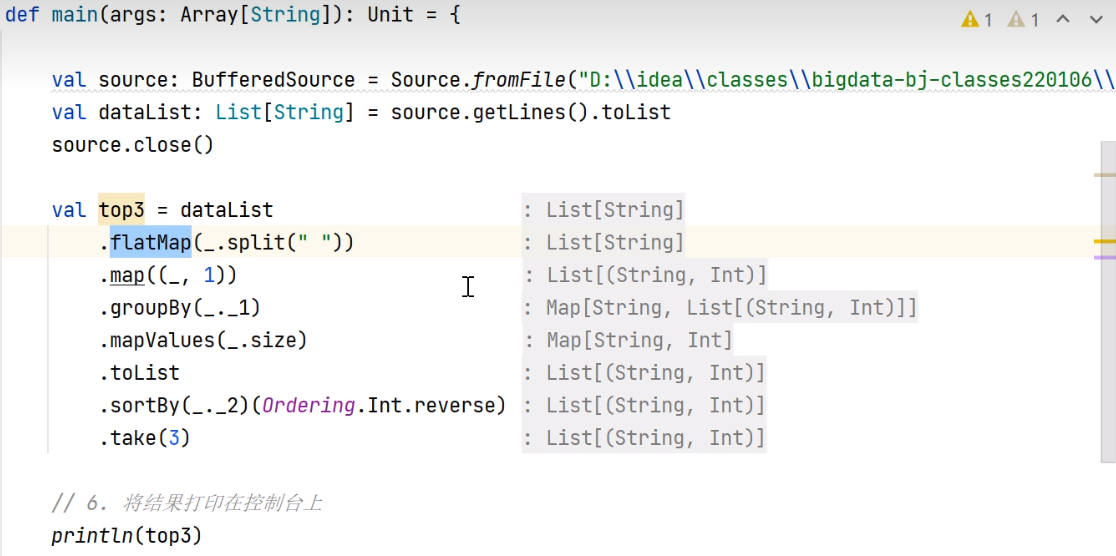 def main(args: Array[String]): Unit = { 1 1
val source: BufferedSource = Source.fromFile("D:\\idea\\classes\\bigdata-bj-classes220106\\
val dataList: List[String] = source.getLines().toList
source.close()
val top3 = dataList : List[String]
.flatMap(_.split(" ")) : List[String]
.map((_, 1)) : List[(String, Int)]
.groupBy(_._1) : Map[String, List[(String, Int)]]
.mapValues(_.size) : Map[String, Int]
.toList : List[(String, Int)]
.sortBy(_._2)(Ordering.Int.reverse) : List[(String, Int)]
.take(3) : List[(String, Int)]
// 6. 将结果打印在控制台上
println(top3)